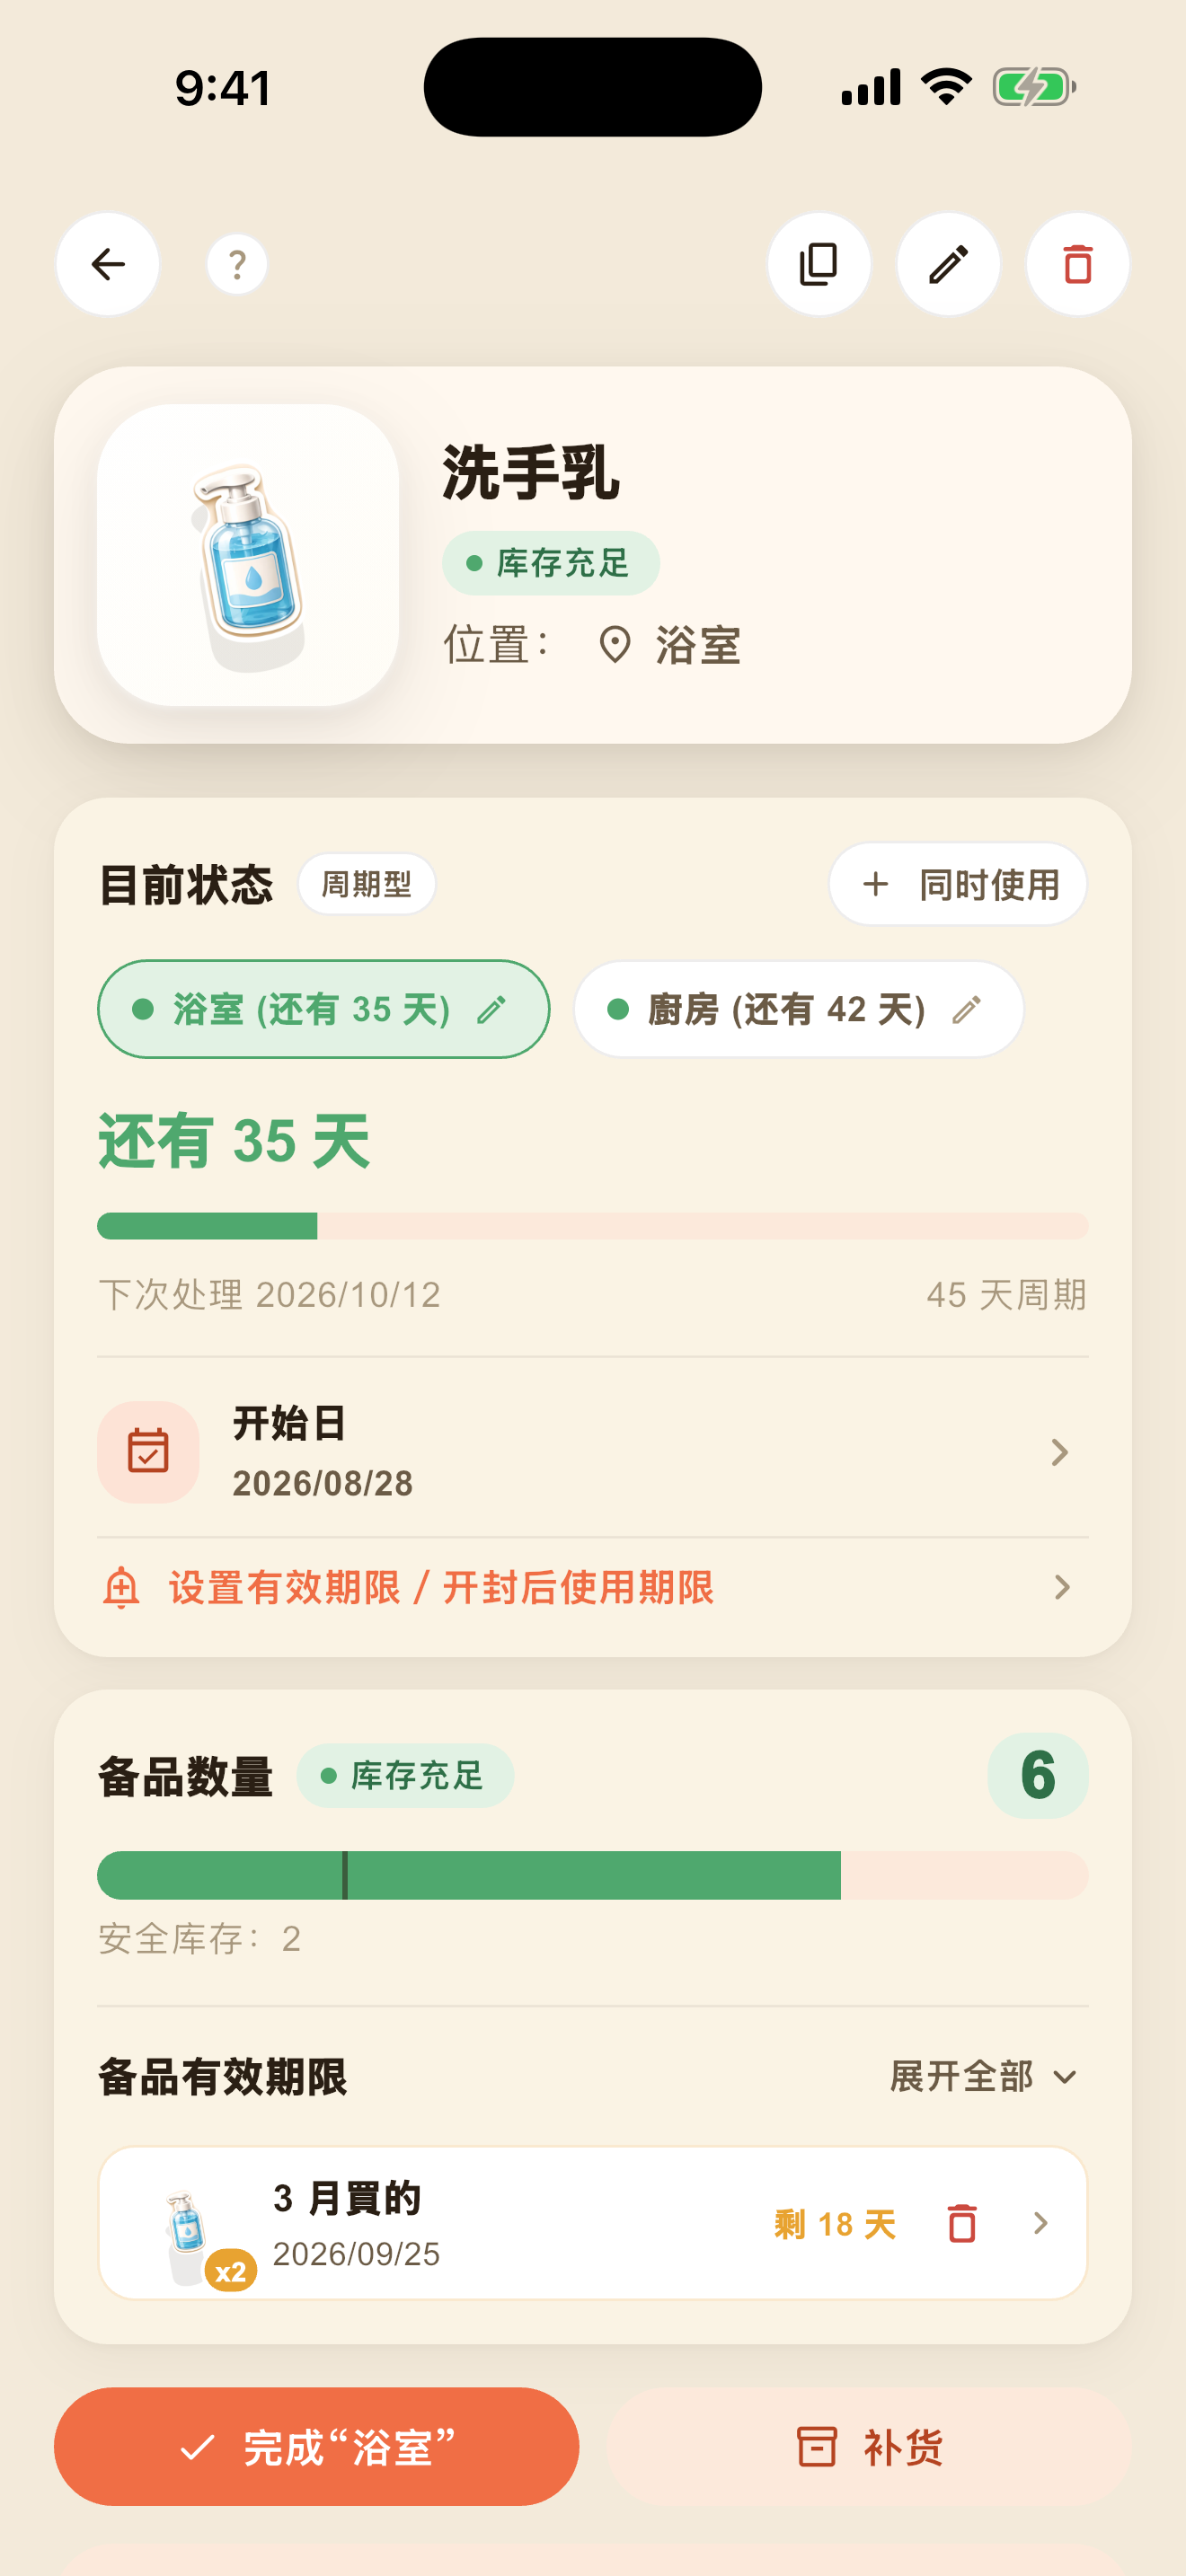 9:41
?
洗手乳
库存充足
位置： 浴室
目前状态 周期型 + 同时使用
浴室 (还有 35 天) 廚房 (还有 42 天)
还有 35 天
下次处理 2026/10/12 45 天周期
开始日
2026/08/28
设置有效期限 / 开封后使用期限
备品数量 库存充足 6
安全库存：2
备品有效期限 展开全部
3 月買的
2026/09/25
x2
剩 18 天
完成“浴室” 补货